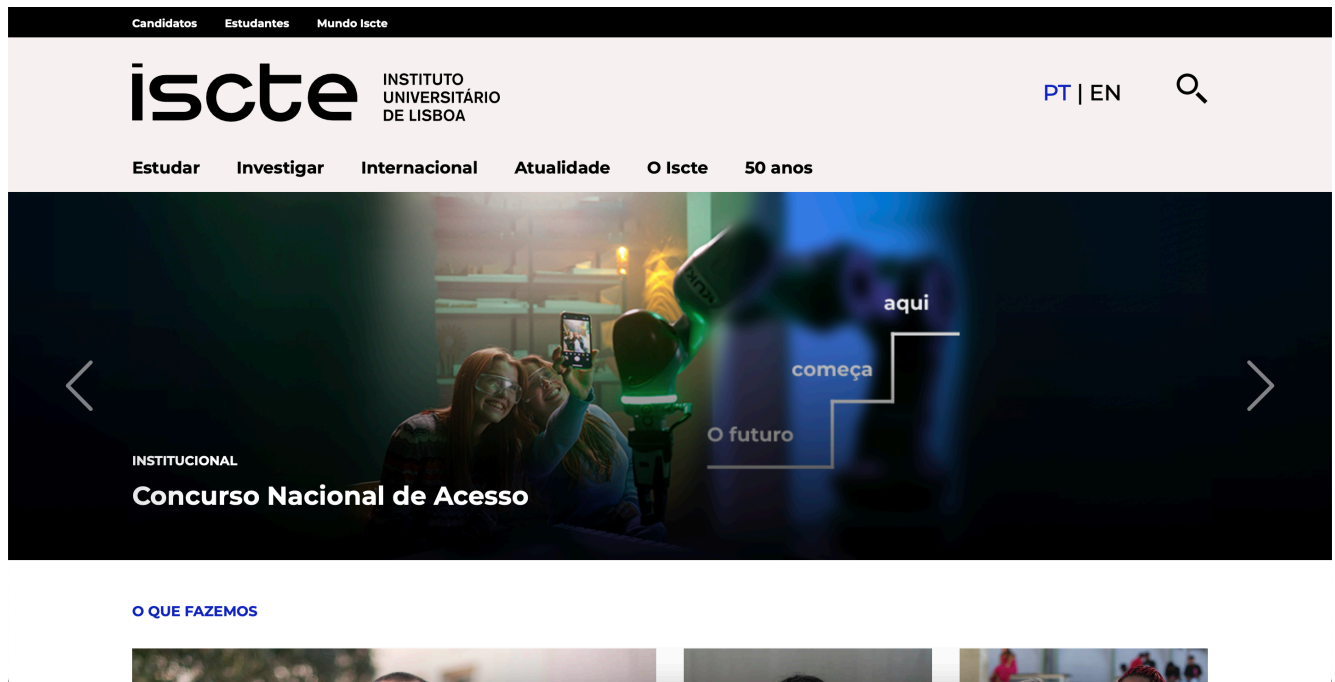 Candidatos Estudantes Mundo Iscte
iscte
INSTITUTO
UNIVERSITÁRIO
DE LISBOA
PT | EN
Estudar Investigar Internacional Atualidade O Iscte 50 anos
KUKA
aqui
começa
O futuro
INSTITUCIONAL
Concurso Nacional de Acesso
O QUE FAZEMOS